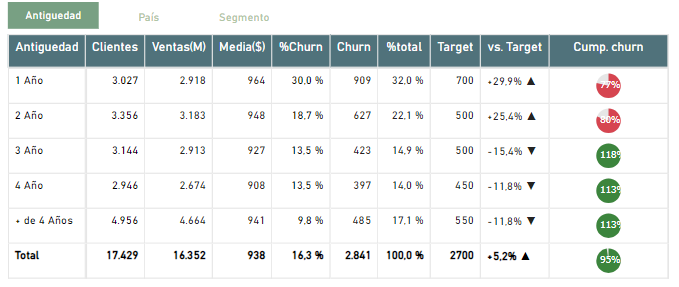 Antiguedad País Segmento
Antiguedad Clientes Ventas(M) Media($) %Churn Churn %total Target vs. Target Cump. churn
1 Año 3.027 2.918 964 30,0 % 909 32,0 % 700 +29,9% ▲ 77%
2 Año 3.356 3.183 948 18,7 % 627 22,1 % 500 +25,4% ▲ 80%
3 Año 3.144 2.913 927 13,5 % 423 14,9 % 500 -15,4% ▼ 118%
4 Año 2.946 2.674 908 13,5 % 397 14,0 % 450 -11,8% ▼ 113%
+ de 4 Años 4.956 4.664 941 9,8 % 485 17,1 % 550 -11,8% ▼ 113%
Total 17.429 16.352 938 16,3 % 2.841 100,0 % 2700 +5,2% ▲ 95%